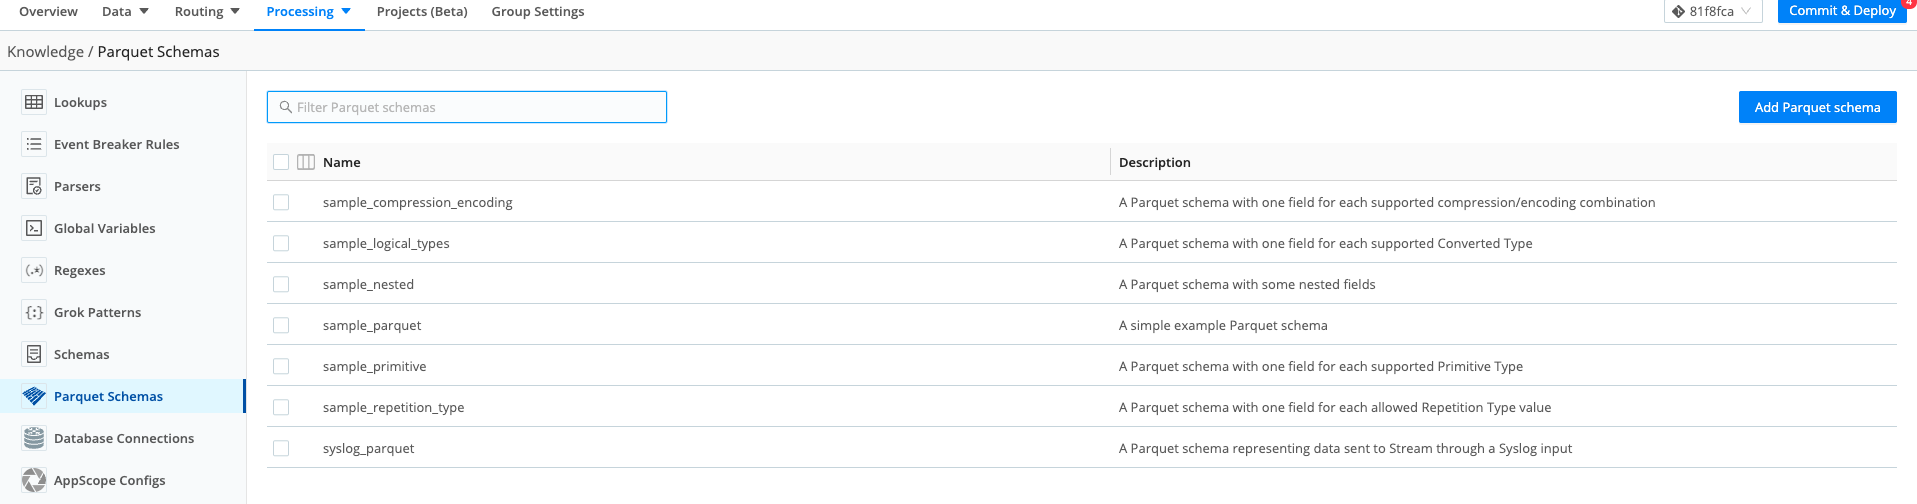 Overview Data Routing Processing Projects (Beta) Group Settings 81f8fca Commit & Deploy 4
Knowledge / Parquet Schemas
Lookups
Event Breaker Rules
Parsers
Global Variables
Regexes
Grok Patterns
Schemas
Parquet Schemas
Database Connections
AppScope Configs
Filter Parquet schemas Add Parquet schema
Name Description
sample_compression_encoding A Parquet schema with one field for each supported compression/encoding combination
sample_logical_types A Parquet schema with one field for each supported Converted Type
sample_nested A Parquet schema with some nested fields
sample_parquet A simple example Parquet schema
sample_primitive A Parquet schema with one field for each supported Primitive Type
sample_repetition_type A Parquet schema with one field for each allowed Repetition Type value
syslog_parquet A Parquet schema representing data sent to Stream through a Syslog input